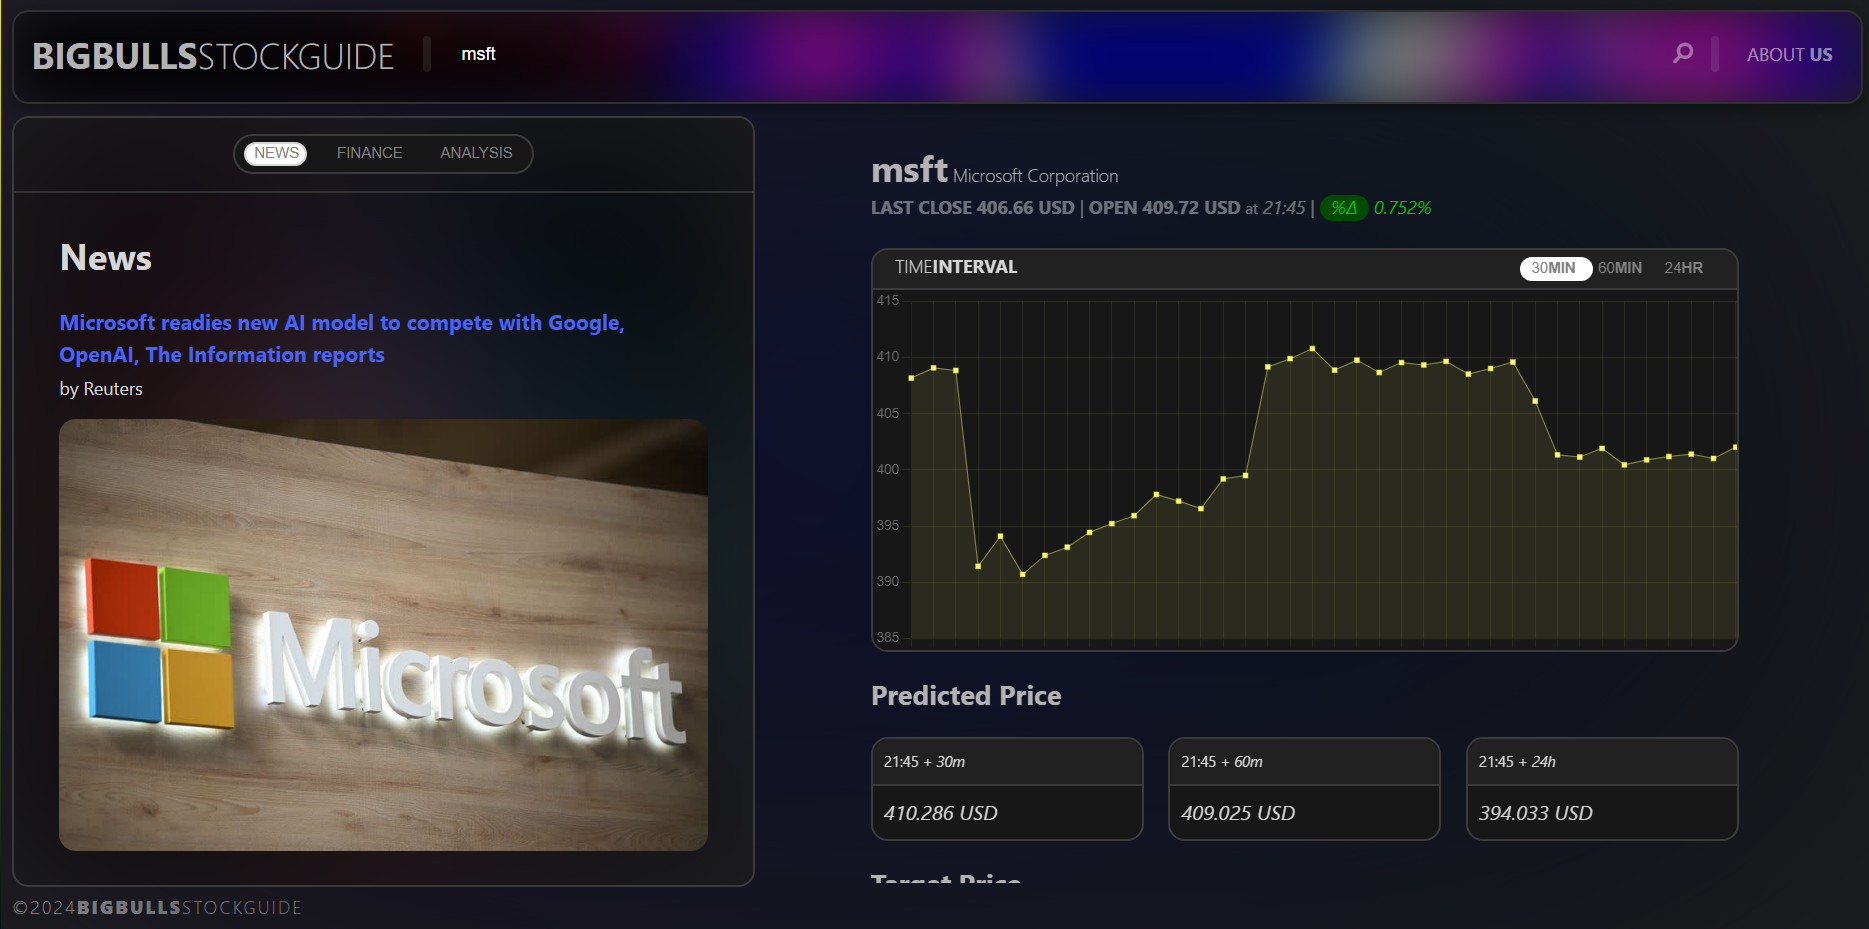 BIGBULLSSTOCKGUIDE
msft
ABOUT US
NEWS FINANCE ANALYSIS
News
Microsoft readies new AI model to compete with Google,
OpenAI, The Information reports
by Reuters
Microsoft
msft Microsoft Corporation
LAST CLOSE 406.66 USD | OPEN 409.72 USD at 21:45 | %Δ 0.752%
TIMEINTERVAL
30MIN 60MIN 24HR
415
410
405
400
395
390
385
Predicted Price
21:45 + 30m
410.286 USD
21:45 + 60m
409.025 USD
21:45 + 24h
394.033 USD
Target Price
©2024BIGBULLSSTOCKGUIDE